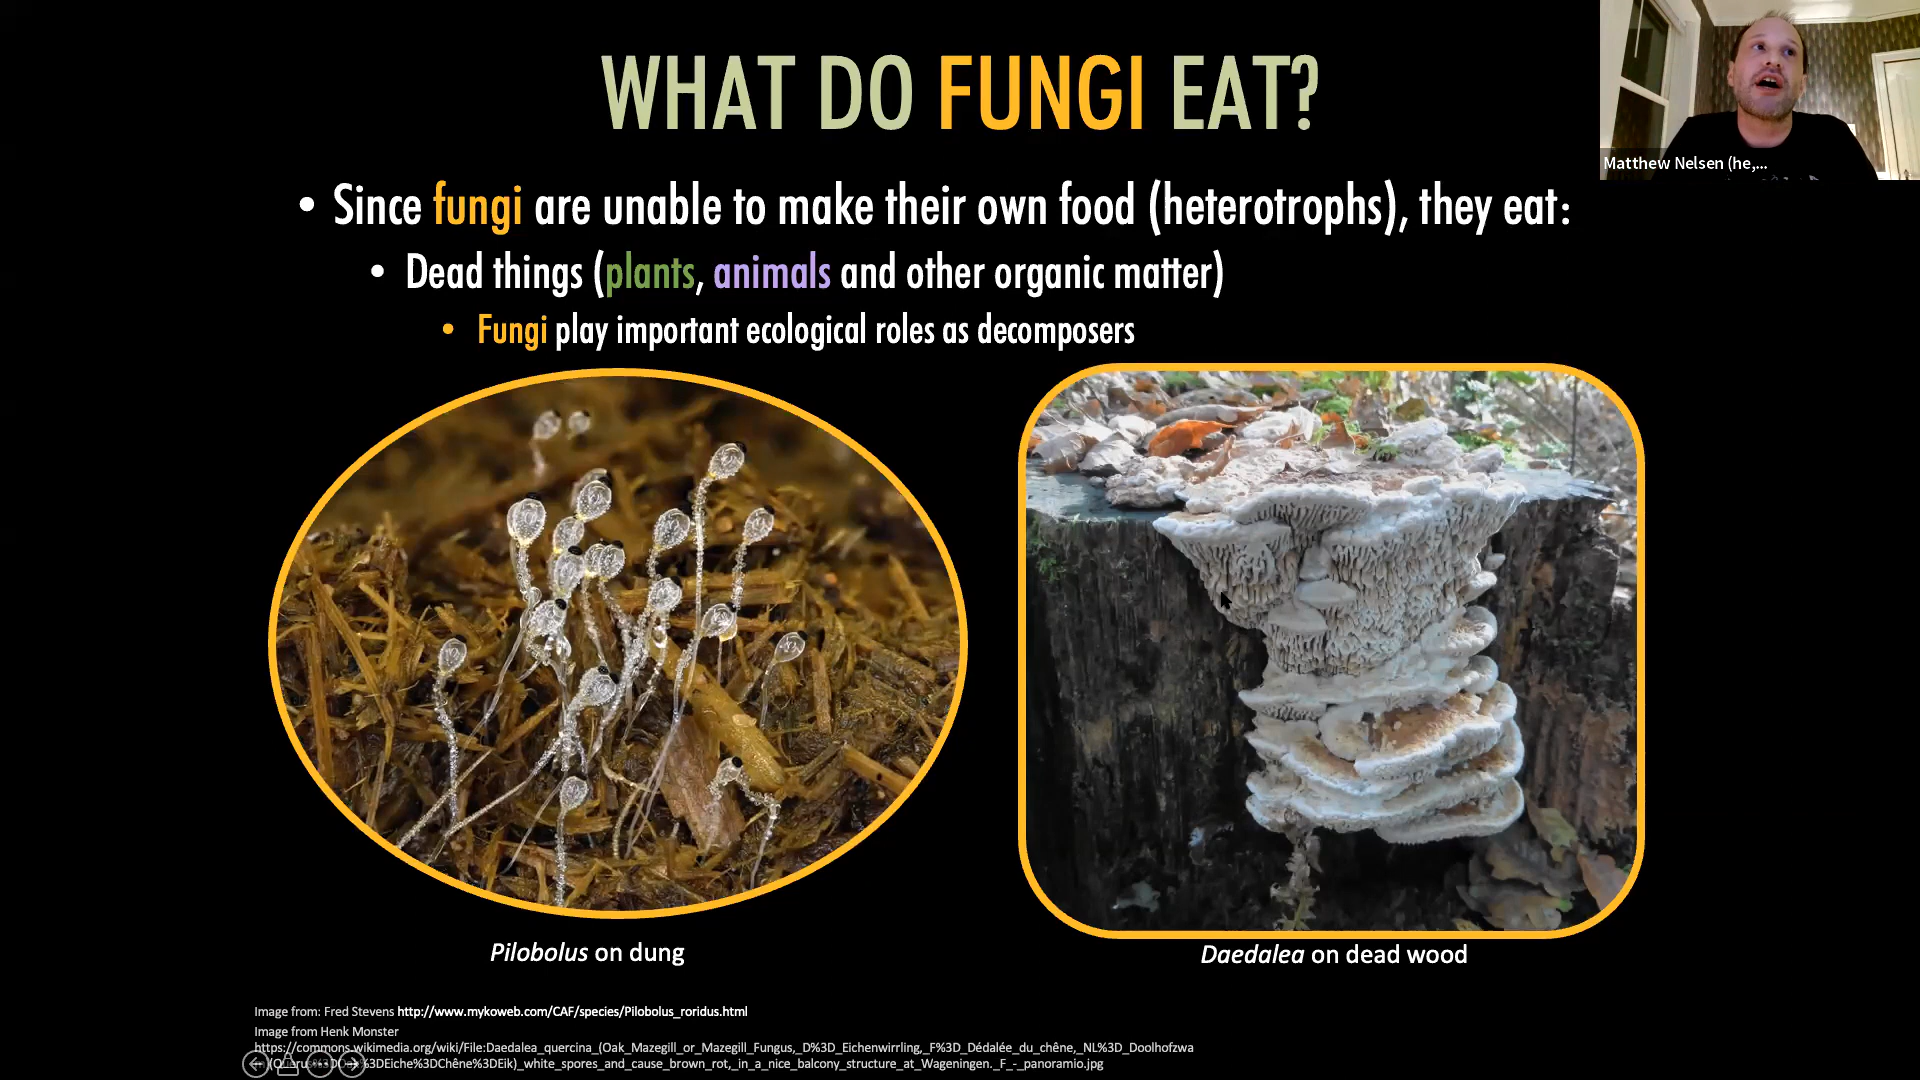 WHAT DO FUNGI EAT?
Matthew Nelsen (he,...
• Since fungi are unable to make their own food (heterotrophs), they eat:
• Dead things (plants, animals and other organic matter)
• Fungi play important ecological roles as decomposers
Pilobolus on dung
Daedalea on dead wood
Image from: Fred Stevens http://www.mykoweb.com/CAF/species/Pilobolus_roridus.html
Image from Henk Monster
https://commons.wikimedia.org/wiki/File:Daedalea_quercina_(Oak_Mazegill_or_Mazegill_Fungus,_D%3D_Eichenwirrling,_F%3D_Dédalée_du_chêne,_NL%3D_Doolhofzwa
%3DEiche%3DChêne%3DEik)_white_spores_and_cause_brown_rot,_in_a_nice_balcony_structure_at_Wageningen._F_-_panoramio.jpg